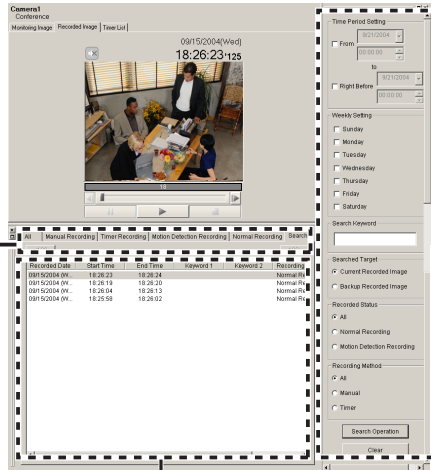 Camera1
Conference
Monitoring Image Recorded Image Timer List
09/15/2004(Wed)
18:26:23'125
18
All Manual Recording Timer Recording Motion Detection Recording Normal Recording Search
Recorded Date Start Time End Time Keyword 1 Keyword 2 Recording
09/15/2004 (W... 18:26:23 18:26:24 Normal Re
09/15/2004 (W... 18:26:19 18:26:20 Normal Re
09/15/2004 (W... 18:26:04 18:26:13 Normal Re
09/15/2004 (W... 18:25:58 18:26:02 Normal Re
Time Period Setting
From 9/21/2004
00:00:00
to
Right Before 9/21/2004
00:00:00
Weekly Setting
Sunday
Monday
Tuesday
Wednesday
Thursday
Friday
Saturday
Search Keyword
Searched Target
Current Recorded Image
Backup Recorded Image
Recorded Status
All
Normal Recording
Motion Detection Recording
Recording Method
All
Manual
Timer
Search Operation
Clear